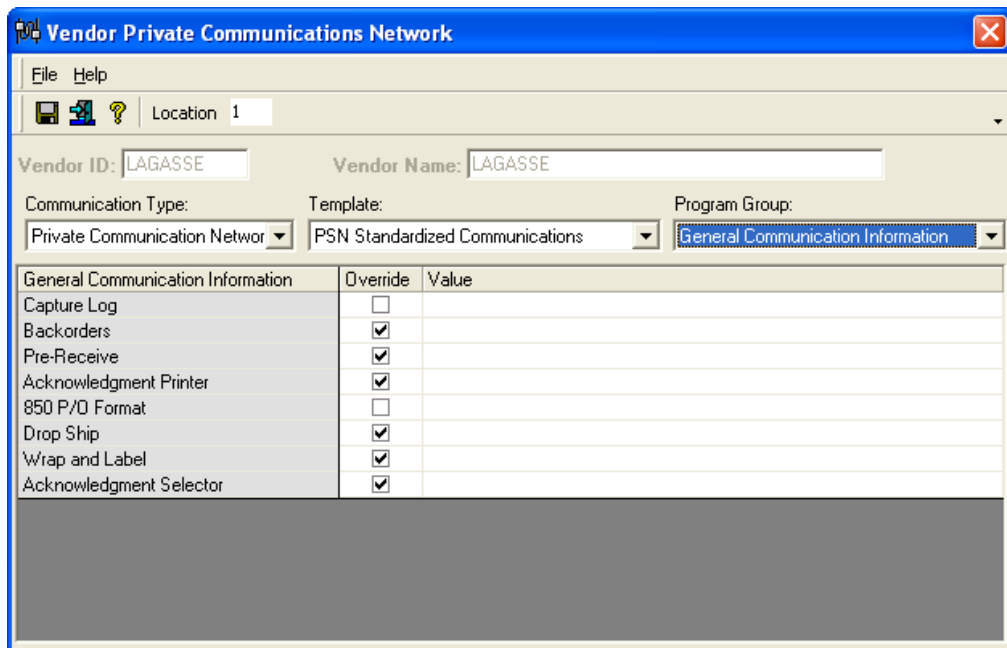 Vendor Private Communications Network
File Help
Location 1
Vendor ID: LAGASSE Vendor Name: LAGASSE
Communication Type: Template: Program Group:
Private Communication Networ PSN Standardized Communications General Communication Information
General Communication Information Override Value
Capture Log
Backorders
Pre-Receive
Acknowledgment Printer
850 P/O Format
Drop Ship
Wrap and Label
Acknowledgment Selector